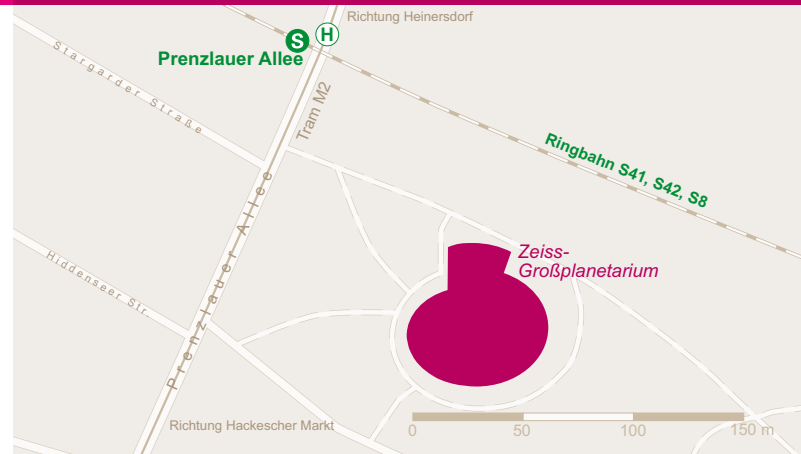 Richtung Heinersdorf
S
H
Prenzlauer Allee
Stargarder Straße
Tram M2
Ringbahn S41, S42, S8
Prenzlauer Allee
Zeiss-
Großplanetarium
Hiddenseer Str.
Richtung Hackescher Markt
0 50 100 150 m